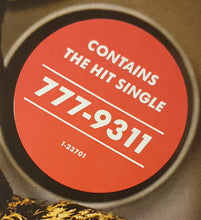 CONTAINS
THE HIT SINGLE
777-9311
1-23701